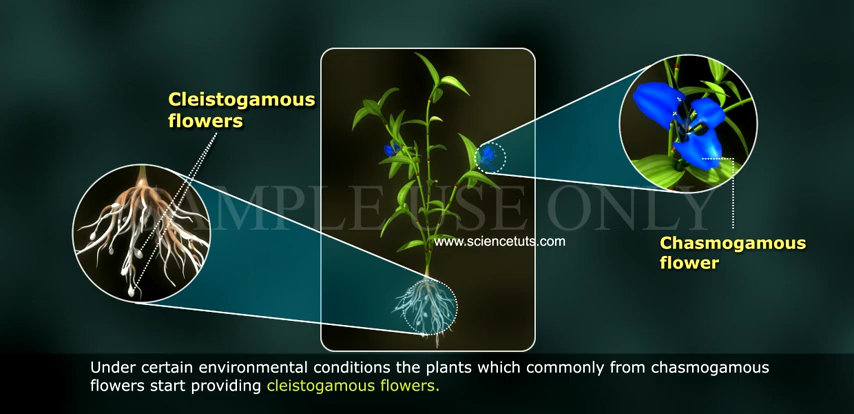 Cleistogamous
flowers
SAMPLE USE ONLY
www.sciencetuts.com
Chasmogamous
flower
Under certain environmental conditions the plants which commonly from chasmogamous
flowers start providing cleistogamous flowers.